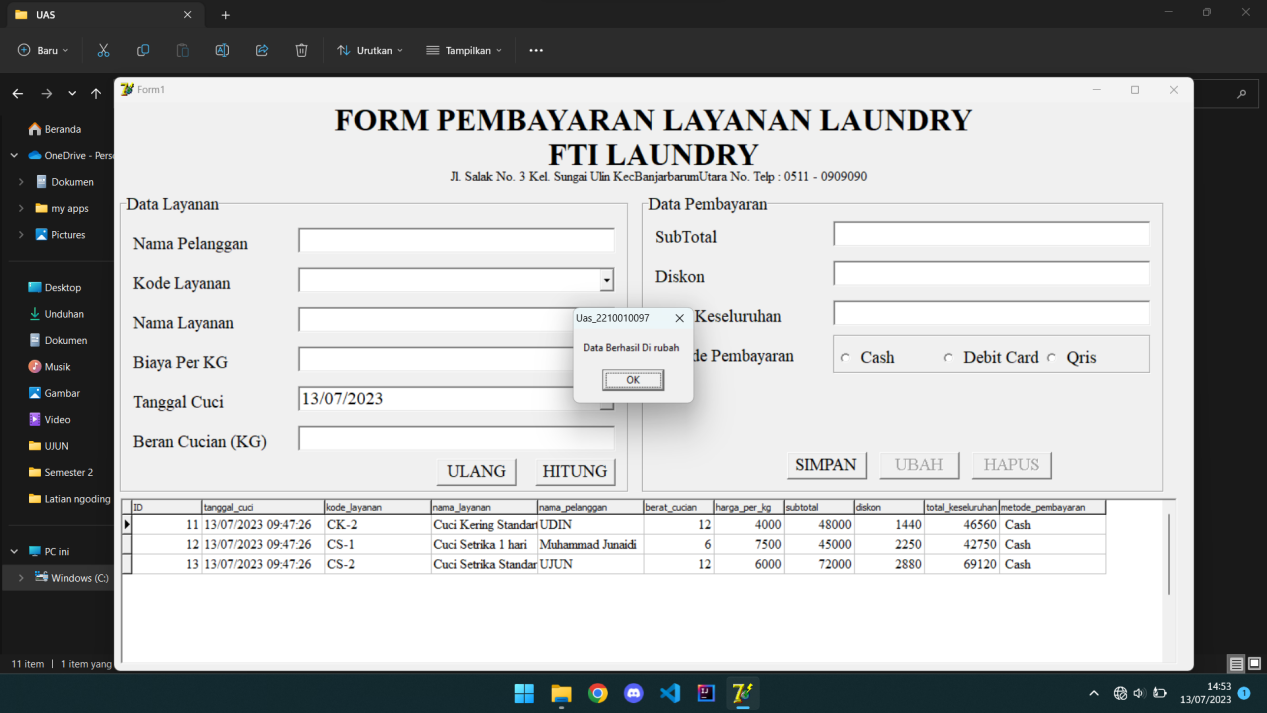 UAS
Baru
Urutkan
Tampilkan
Form1
Beranda
OneDrive - Pers
Dokumen
my apps
Pictures
Desktop
Unduhan
Dokumen
Musik
Gambar
Video
UJUN
Semester 2
Latian ngoding
PC ini
Windows (C:)
11 item
1 item yang
FORM PEMBAYARAN LAYANAN LAUNDRY
FTI LAUNDRY
Jl. Salak No. 3 Kel. Sungai Ulin KecBanjarbarumUtara No. Telp : 0511 - 0909090
Data Layanan
Nama Pelanggan
Kode Layanan
Nama Layanan
Biaya Per KG
Tanggal Cuci 13/07/2023
Beran Cucian (KG)
ULANG HITUNG
Data Pembayaran
SubTotal
Diskon
Keseluruhan
de Pembayaran Cash Debit Card Qris
SIMPAN UBAH HAPUS
Uas_2210010097
Data Berhasil Di rubah
OK
ID tanggal_cuci kode_layanan nama_layanan nama_pelanggan berat_cucian harga_per_kg subtotal diskon total_keseluruhan metode_pembayaran
11 13/07/2023 09:47:26 CK-2 Cuci Kering Standart UDIN 12 4000 48000 1440 46560 Cash
12 13/07/2023 09:47:26 CS-1 Cuci Setrika 1 hari Muhammad Junaidi 6 7500 45000 2250 42750 Cash
13 13/07/2023 09:47:26 CS-2 Cuci Setrika Standar UJUN 12 6000 72000 2880 69120 Cash
14:53
13/07/2023
1